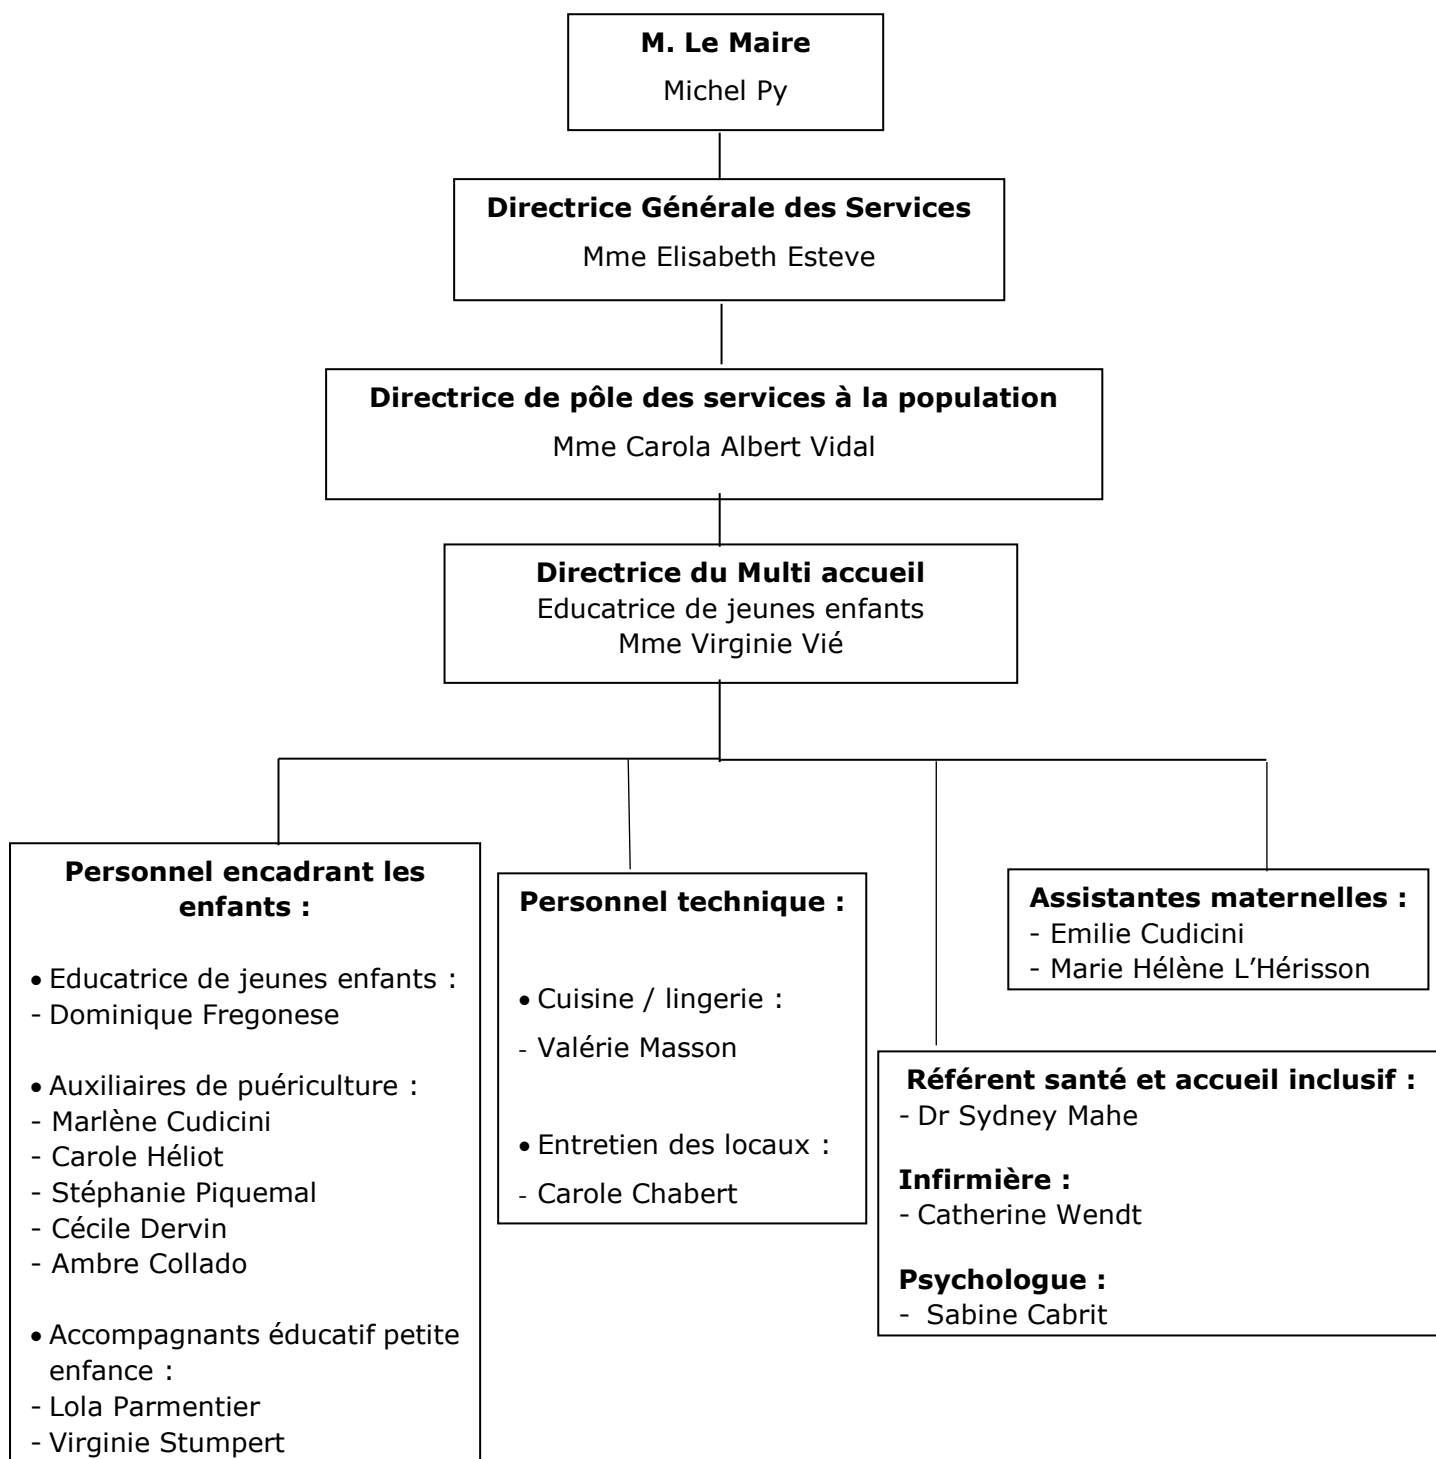 M. Le Maire
Michel Py
Directrice Générale des Services
Mme Elisabeth Esteve
Directrice de pôle des services à la population
Mme Carola Albert Vidal
Directrice du Multi accueil
Educatrice de jeunes enfants
Mme Virginie Vié
Personnel encadrant les
enfants :
• Educatrice de jeunes enfants :
- Dominique Fregonese
• Auxiliaires de puériculture :
- Marlène Cudicini
- Carole Héliot
- Stéphanie Piquemal
- Cécile Dervin
- Ambre Collado
• Accompagnants éducatif petite
enfance :
- Lola Parmentier
- Virginie Stumpert
Personnel technique :
• Cuisine / lingerie :
- Valérie Masson
• Entretien des locaux :
- Carole Chabert
Assistantes maternelles :
- Emilie Cudicini
- Marie Hélène L’Hérisson
Référent santé et accueil inclusif :
- Dr Sydney Mahe
Infirmière :
- Catherine Wendt
Psychologue :
- Sabine Cabrit